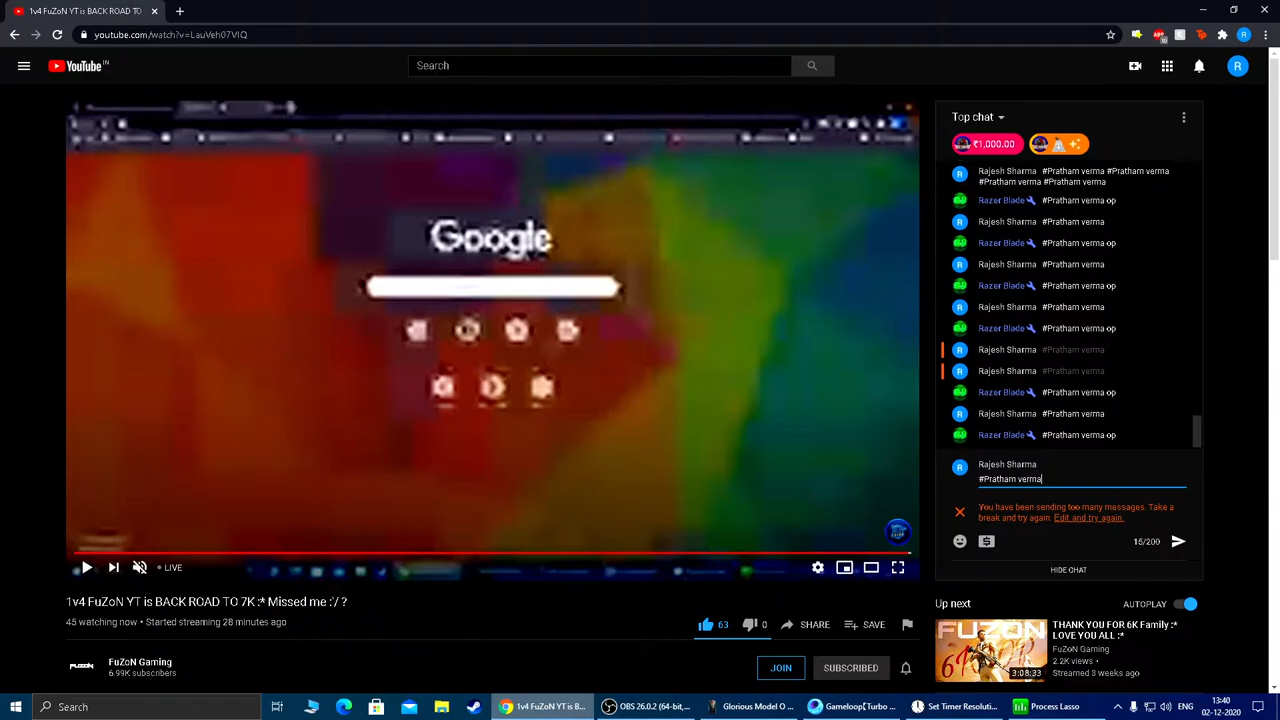 1v4 FuZoN YT is BACK ROAD TO
youtube.com/watch?v=LauVeh07VIQ
YouTube IN
Search
R
Google
LIVE
1v4 FuZoN YT is BACK ROAD TO 7K :* Missed me :'/ ?
45 watching now • Started streaming 28 minutes ago
63
0
SHARE
SAVE
FuZoN Gaming
6.99K subscribers
JOIN
SUBSCRIBED
Top chat
₹1,000.00
R Rajesh Sharma #Pratham verma #Pratham verma
#Pratham verma #Pratham verma
Razer Blade #Pratham verma op
R Rajesh Sharma #Pratham verma
Razer Blade #Pratham verma op
R Rajesh Sharma #Pratham verma
Razer Blade #Pratham verma op
R Rajesh Sharma #Pratham verma
Razer Blade #Pratham verma op
R Rajesh Sharma #Pratham verma
R Rajesh Sharma #Pratham verma
Razer Blade #Pratham verma op
R Rajesh Sharma #Pratham verma
Razer Blade #Pratham verma op
R Rajesh Sharma
#Pratham verma
You have been sending too many messages. Take a
break and try again. Edit and try again.
15/200
HIDE CHAT
Up next
AUTOPLAY
FUZON
3:08:33
THANK YOU FOR 6K Family :*
LOVE YOU ALL :*
FuZoN Gaming
2.2K views •
Streamed 3 weeks ago
Search
1v4 FuZoN YT is B...
OBS 26.0.2 (64-bit,...
Glorious Model O ...
Gameloop[Turbo ...
Set Timer Resolutio...
Process Lasso
13:40
02-12-2020